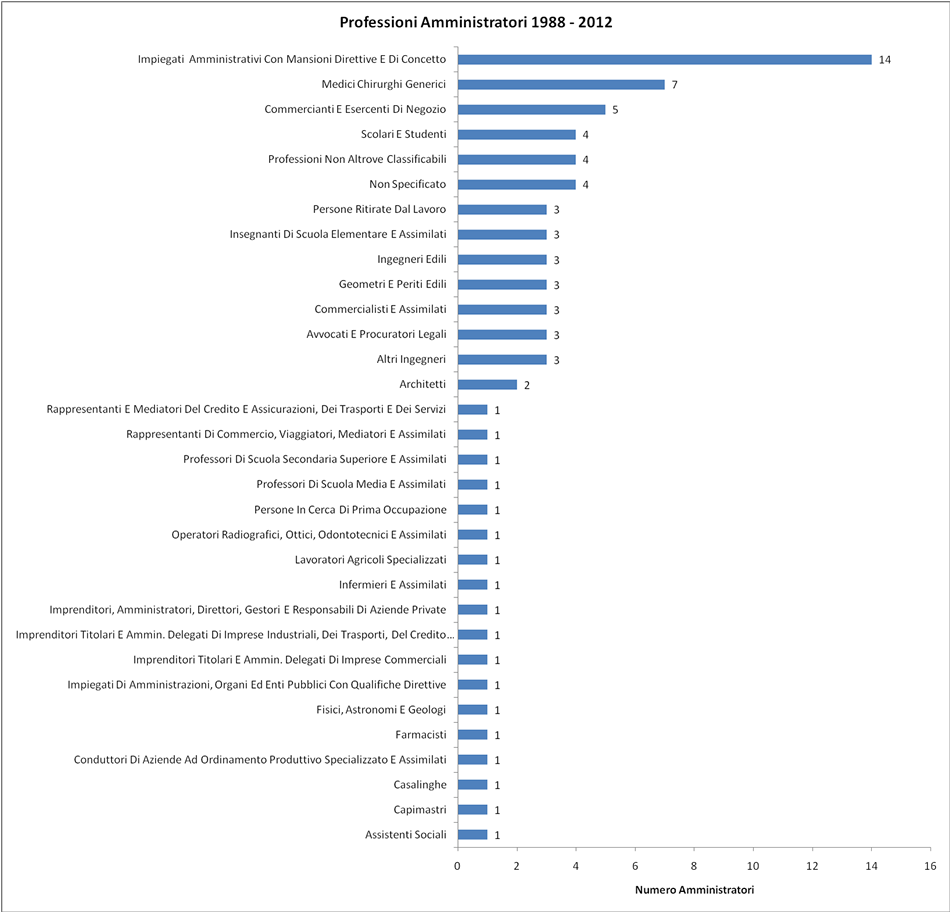 Professioni Amministratori 1988 - 2012
Impiegati Amministrativi Con Mansioni Direttive E Di Concetto 14
Medici Chirurghi Generici 7
Commercianti E Esercenti Di Negozio 5
Scolari E Studenti 4
Professioni Non Altrove Classificabili 4
Non Specificato 4
Persone Ritirate Dal Lavoro 3
Insegnanti Di Scuola Elementare E Assimilati 3
Ingegneri Edili 3
Geometri E Periti Edili 3
Commercialisti E Assimilati 3
Avvocati E Procuratori Legali 3
Altri Ingegneri 3
Architetti 2
Rappresentanti E Mediatori Del Credito E Assicurazioni, Dei Trasporti E Dei Servizi 1
Rappresentanti Di Commercio, Viaggiatori, Mediatori E Assimilati 1
Professori Di Scuola Secondaria Superiore E Assimilati 1
Professori Di Scuola Media E Assimilati 1
Persone In Cerca Di Prima Occupazione 1
Operatori Radiografici, Ottici, Odontotecnici E Assimilati 1
Lavoratori Agricoli Specializzati 1
Infermieri E Assimilati 1
Imprenditori, Amministratori, Direttori, Gestori E Responsabili Di Aziende Private 1
Imprenditori Titolari E Ammin. Delegati Di Imprese Industriali, Dei Trasporti, Del Credito... 1
Imprenditori Titolari E Ammin. Delegati Di Imprese Commerciali 1
Impiegati Di Amministrazioni, Organi Ed Enti Pubblici Con Qualifiche Direttive 1
Fisici, Astronomi E Geologi 1
Farmacisti 1
Conduttori Di Aziende Ad Ordinamento Produttivo Specializzato E Assimilati 1
Casalinghe 1
Capimastri 1
Assistenti Sociali 1
0 2 4 6 8 10 12 14 16
Numero Amministratori